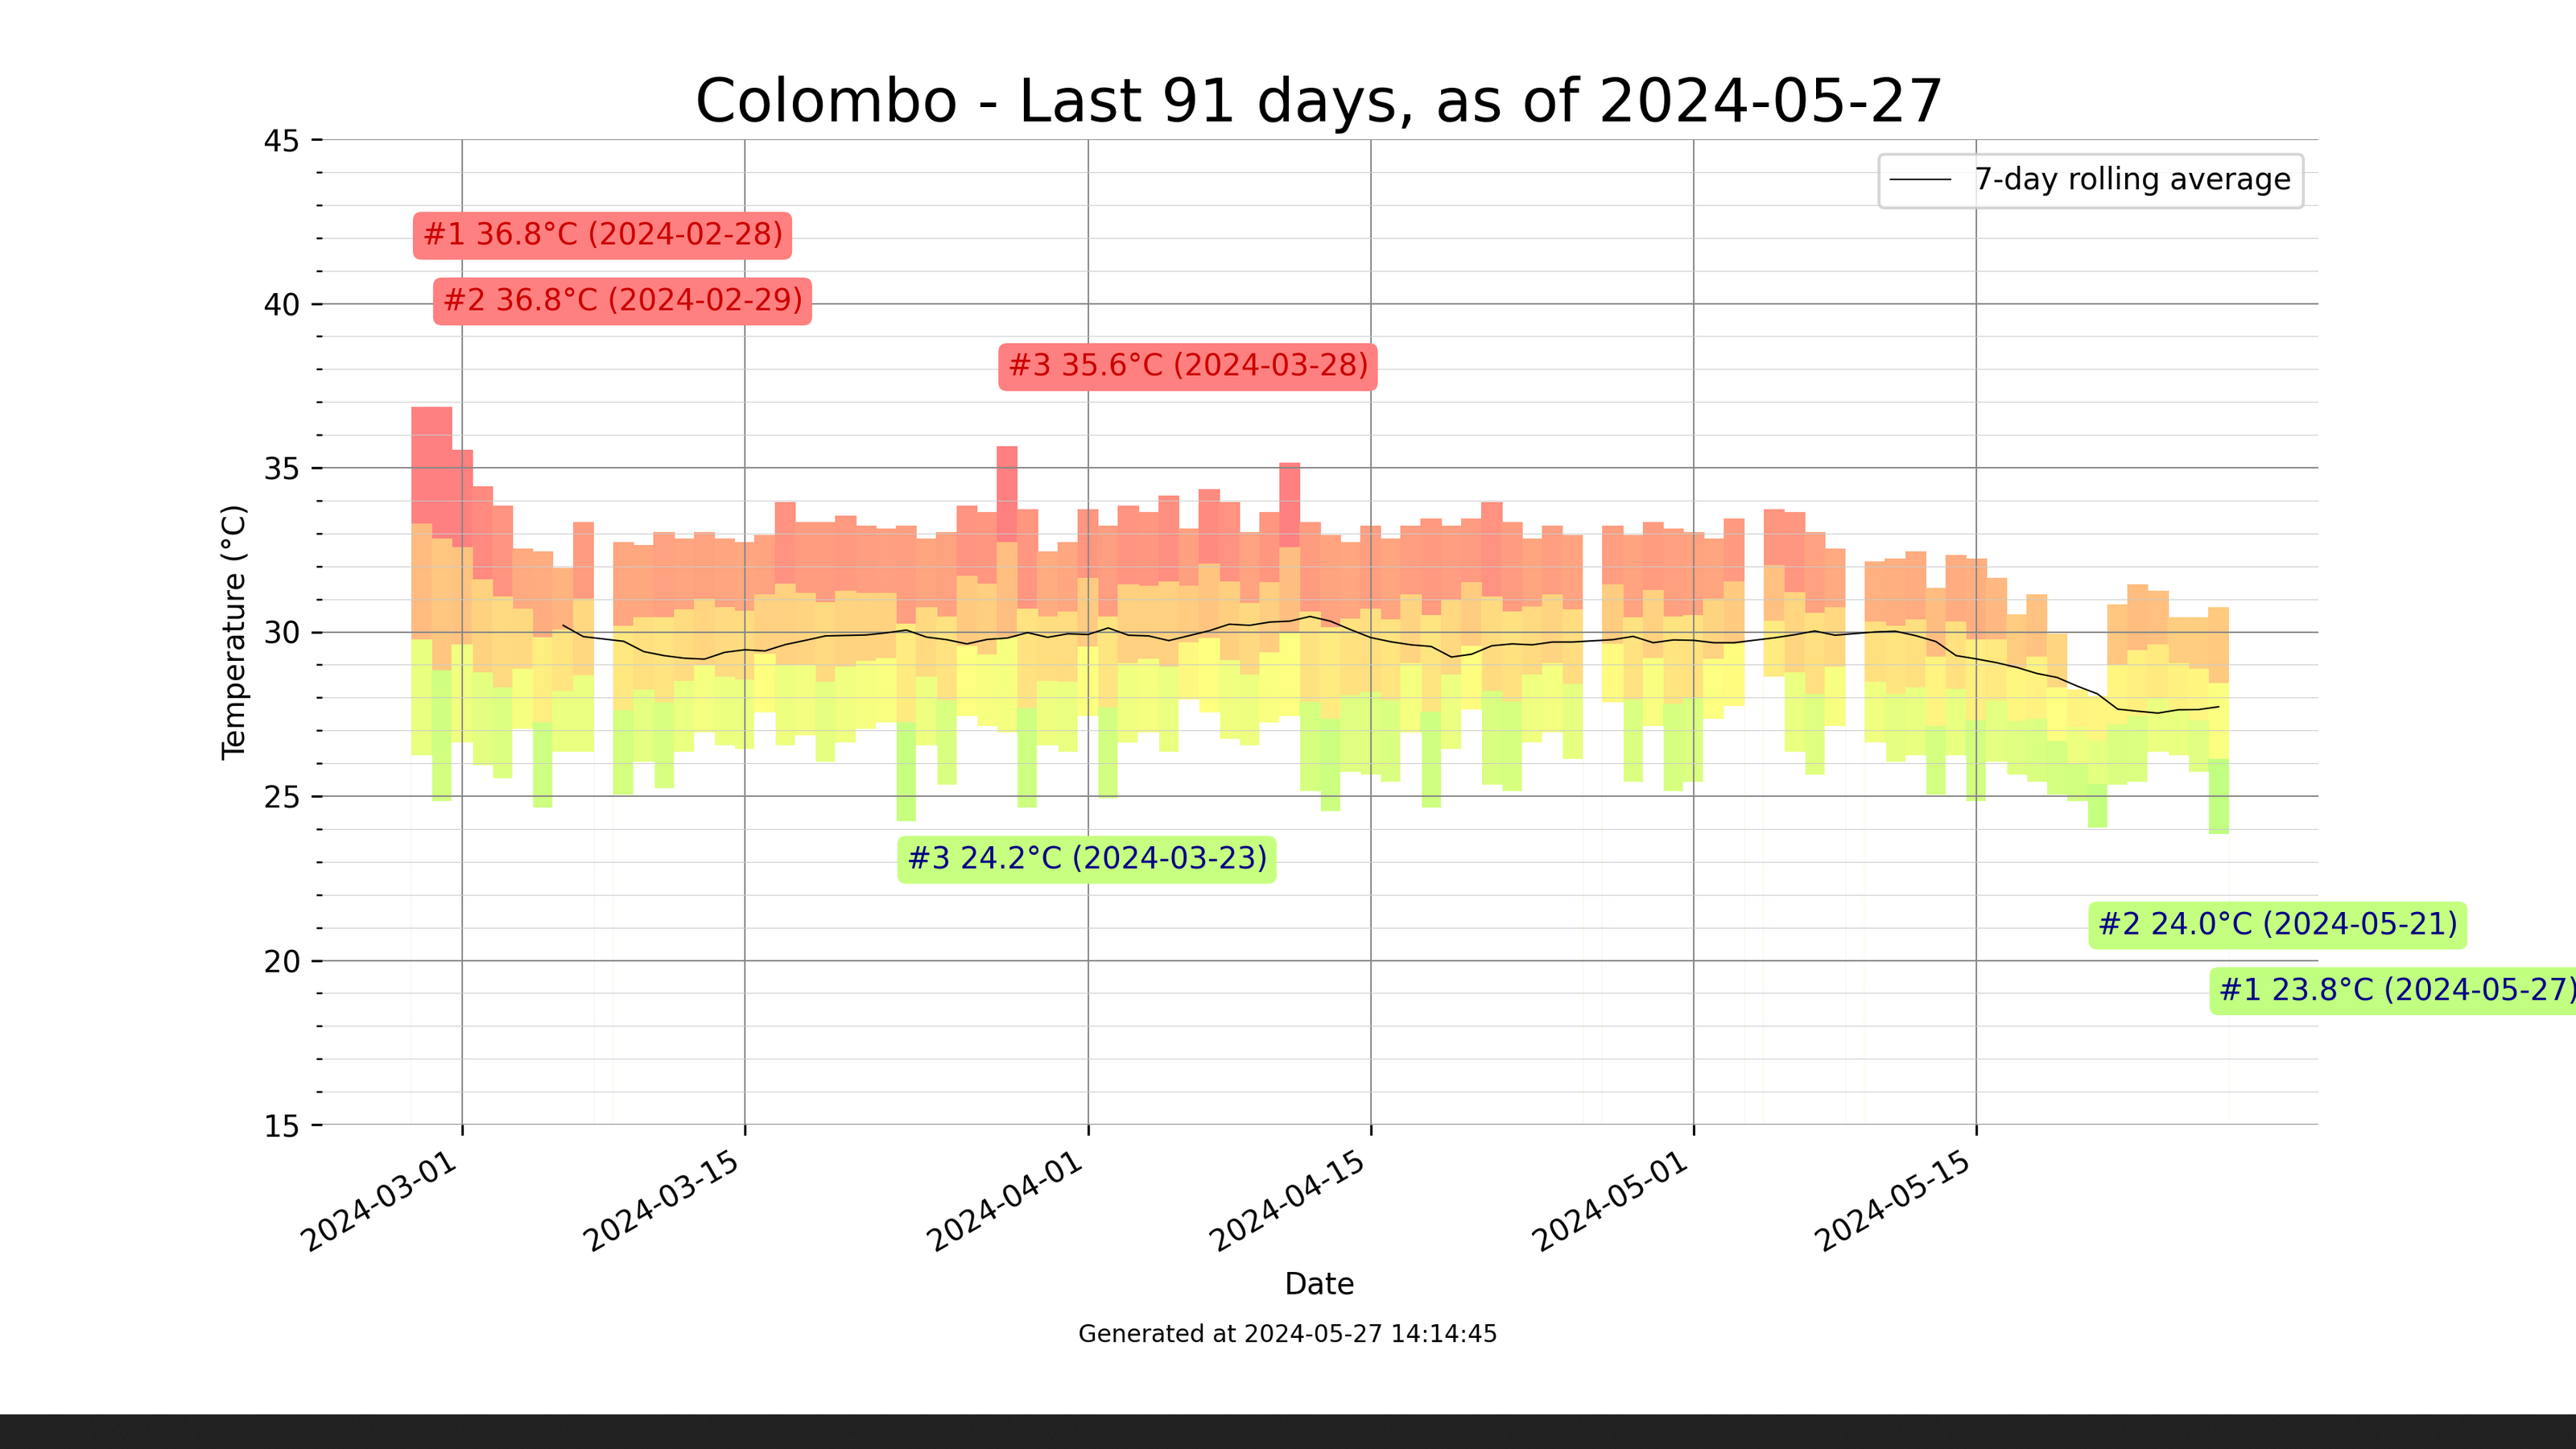 Colombo - Last 91 days, as of 2024-05-27
7-day rolling average
#1 36.8°C (2024-02-28)
#2 36.8°C (2024-02-29)
#3 35.6°C (2024-03-28)
#3 24.2°C (2024-03-23)
#2 24.0°C (2024-05-21)
#1 23.8°C (2024-05-27)
Temperature (°C)
45
40
35
30
25
20
15
2024-03-01
2024-03-15
2024-04-01
2024-04-15
2024-05-01
2024-05-15
Date
Generated at 2024-05-27 14:14:45